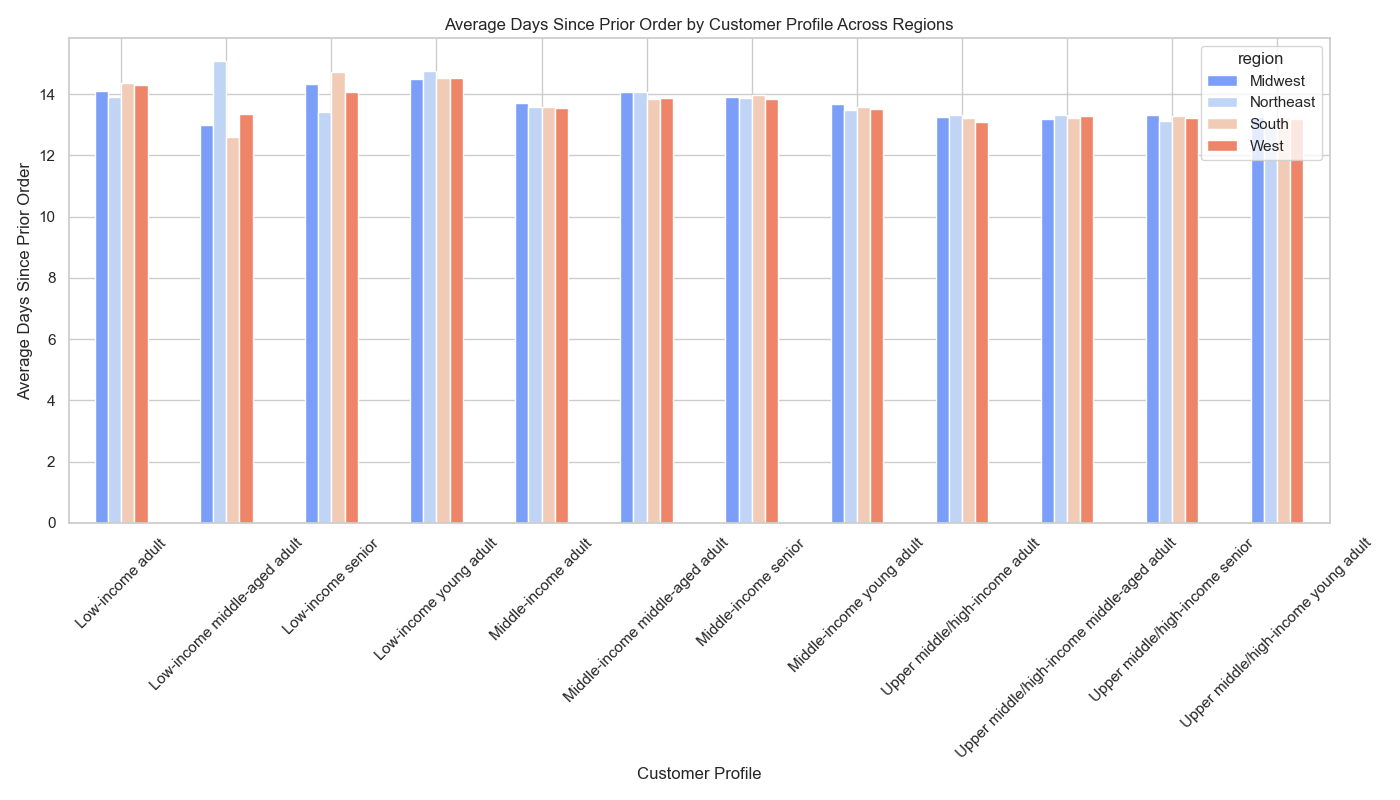 Average Days Since Prior Order by Customer Profile Across Regions
region
Midwest
Northeast
South
West
Average Days Since Prior Order
14
12
10
8
6
4
2
0
Low-income adult
Low-income middle-aged adult
Low-income senior
Low-income young adult
Middle-income adult
Middle-income middle-aged adult
Middle-income senior
Middle-income young adult
Upper middle/high-income adult
Upper middle/high-income middle-aged adult
Upper middle/high-income senior
Upper middle/high-income young adult
Customer Profile